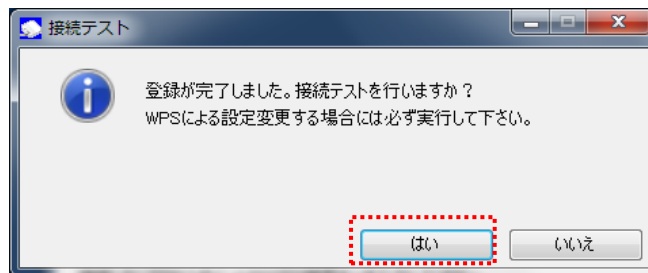 接続テスト
登録が完了しました。接続テストを行いますか？
WPSによる設定変更する場合には必ず実行して下さい。
はい
いいえ